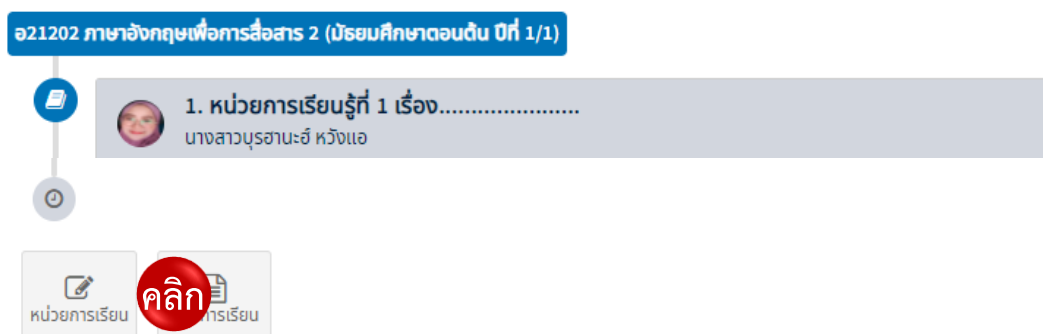 อ21202 ภาษาอังกฤษเพื่อการสื่อสาร 2 (มัธยมศึกษาตอนต้น ปีที่ 1/1)
1. หน่วยการเรียนรู้ที่ 1 เรื่อง......................
นางสาวบุรฮานะฮ์ หวังแอ
หน่วยการเรียน
คลิก
การเรียน